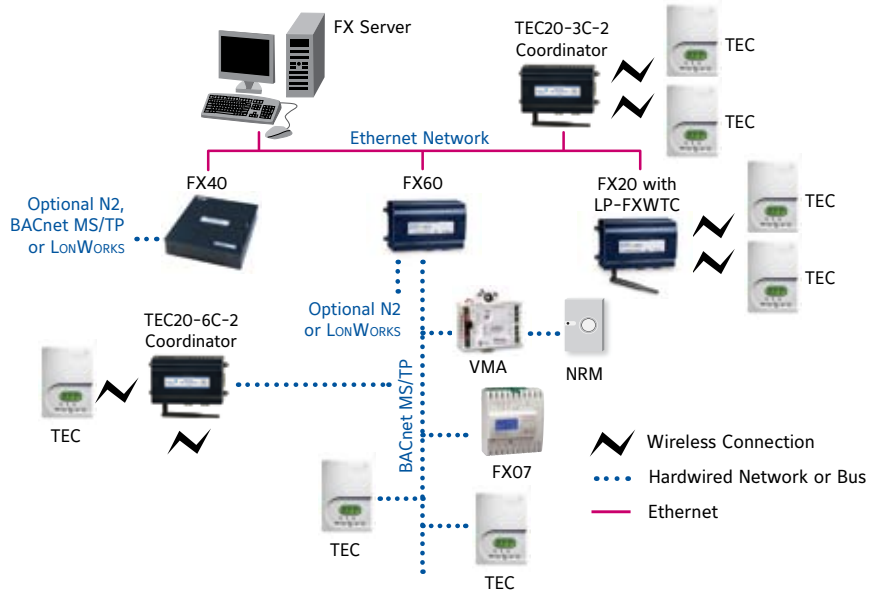 FX Server
TEC20-3C-2
Coordinator
TEC
TEC
Ethernet Network
FX40
FX60
FX20 with
LP-FXWTC
TEC
TEC
Optional N2,
BACnet MS/TP
or LONWORKS
Optional N2
or LONWORKS
TEC20-6C-2
Coordinator
TEC
BACnet MS/TP
VMA
NRM
FX07
TEC
TEC
Wireless Connection
Hardwired Network or Bus
Ethernet